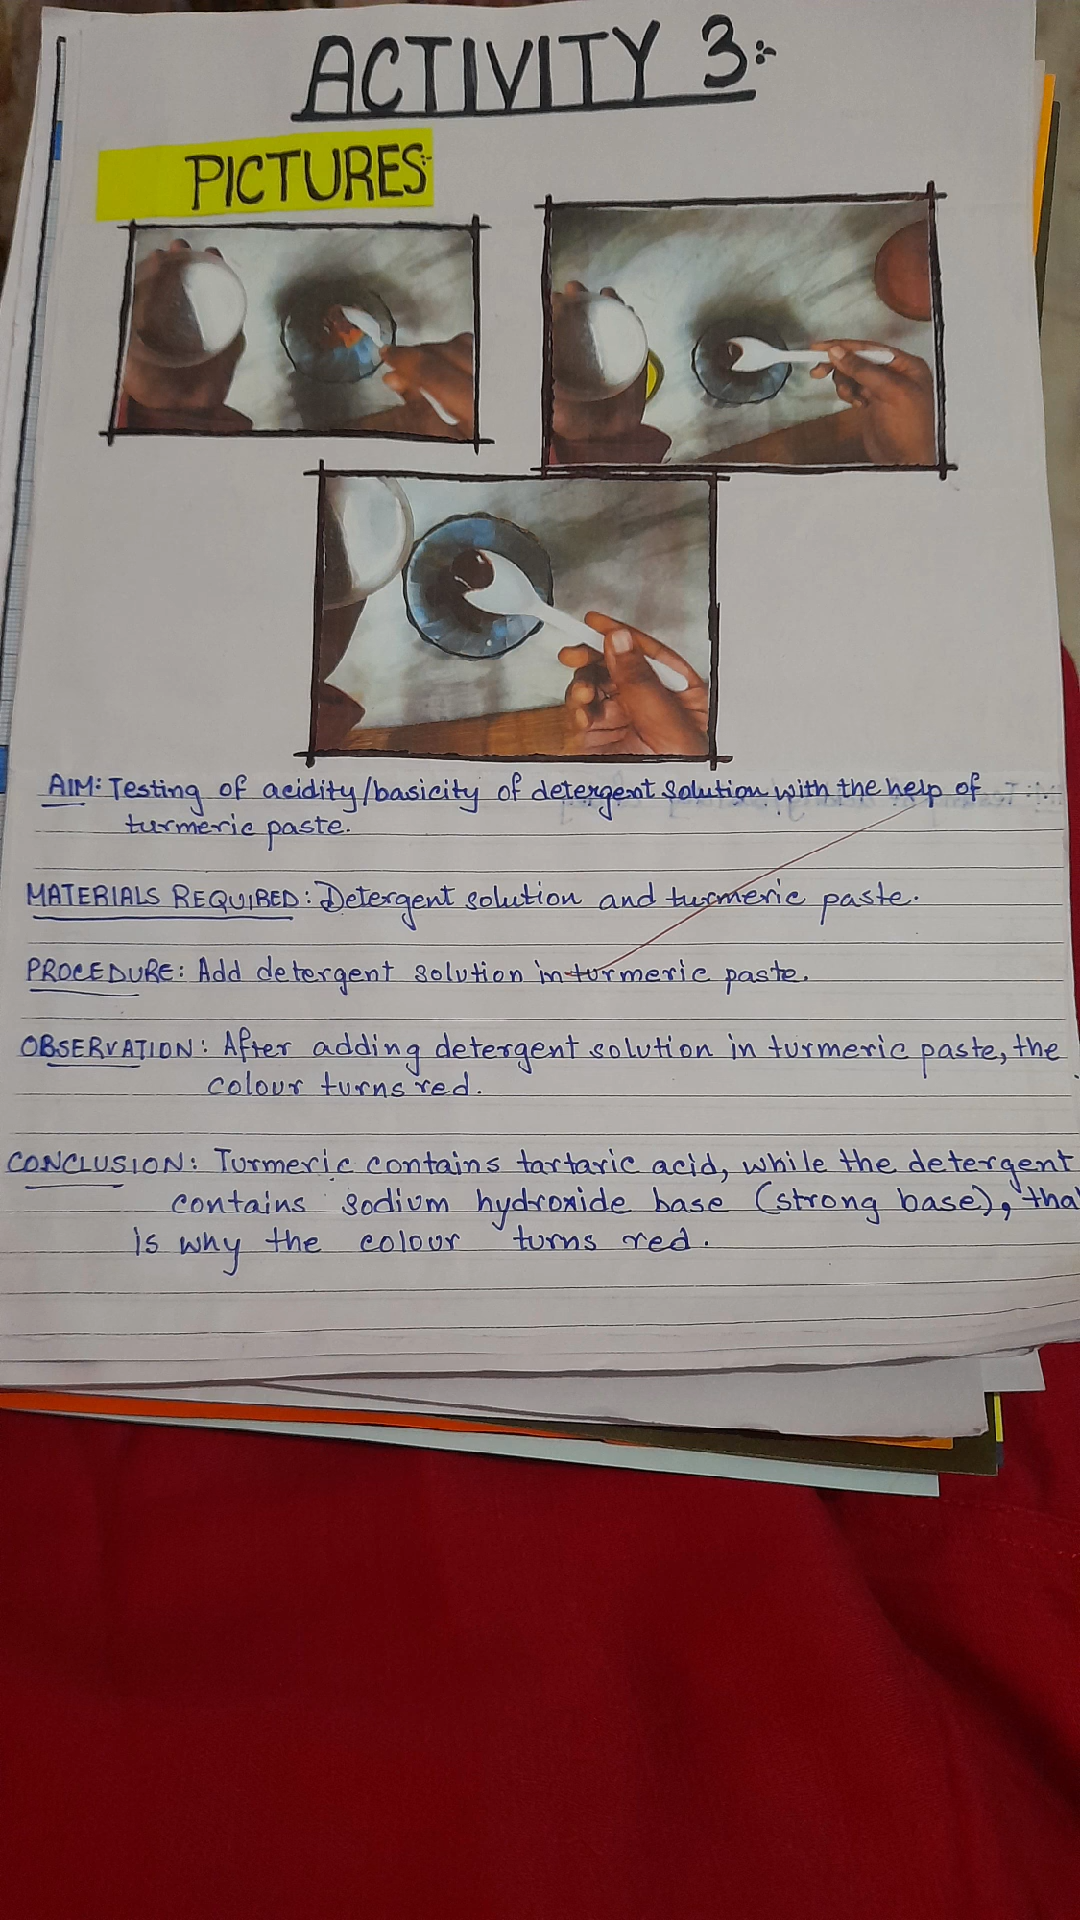 ACTIVITY 3:-
PICTURES:-
AIM: Testing of acidity/basicity of detergent solution with the help of
turmeric paste.
MATERIALS REQUIRED: Detergent solution and turmeric paste.
PROCEDURE: Add detergent solution in turmeric paste.
OBSERVATION: After adding detergent solution in turmeric paste, the
colour turns red.
CONCLUSION: Turmeric contains tartaric acid, while the detergent
contains sodium hydroxide base (strong base), tha
is why the colour turns red.